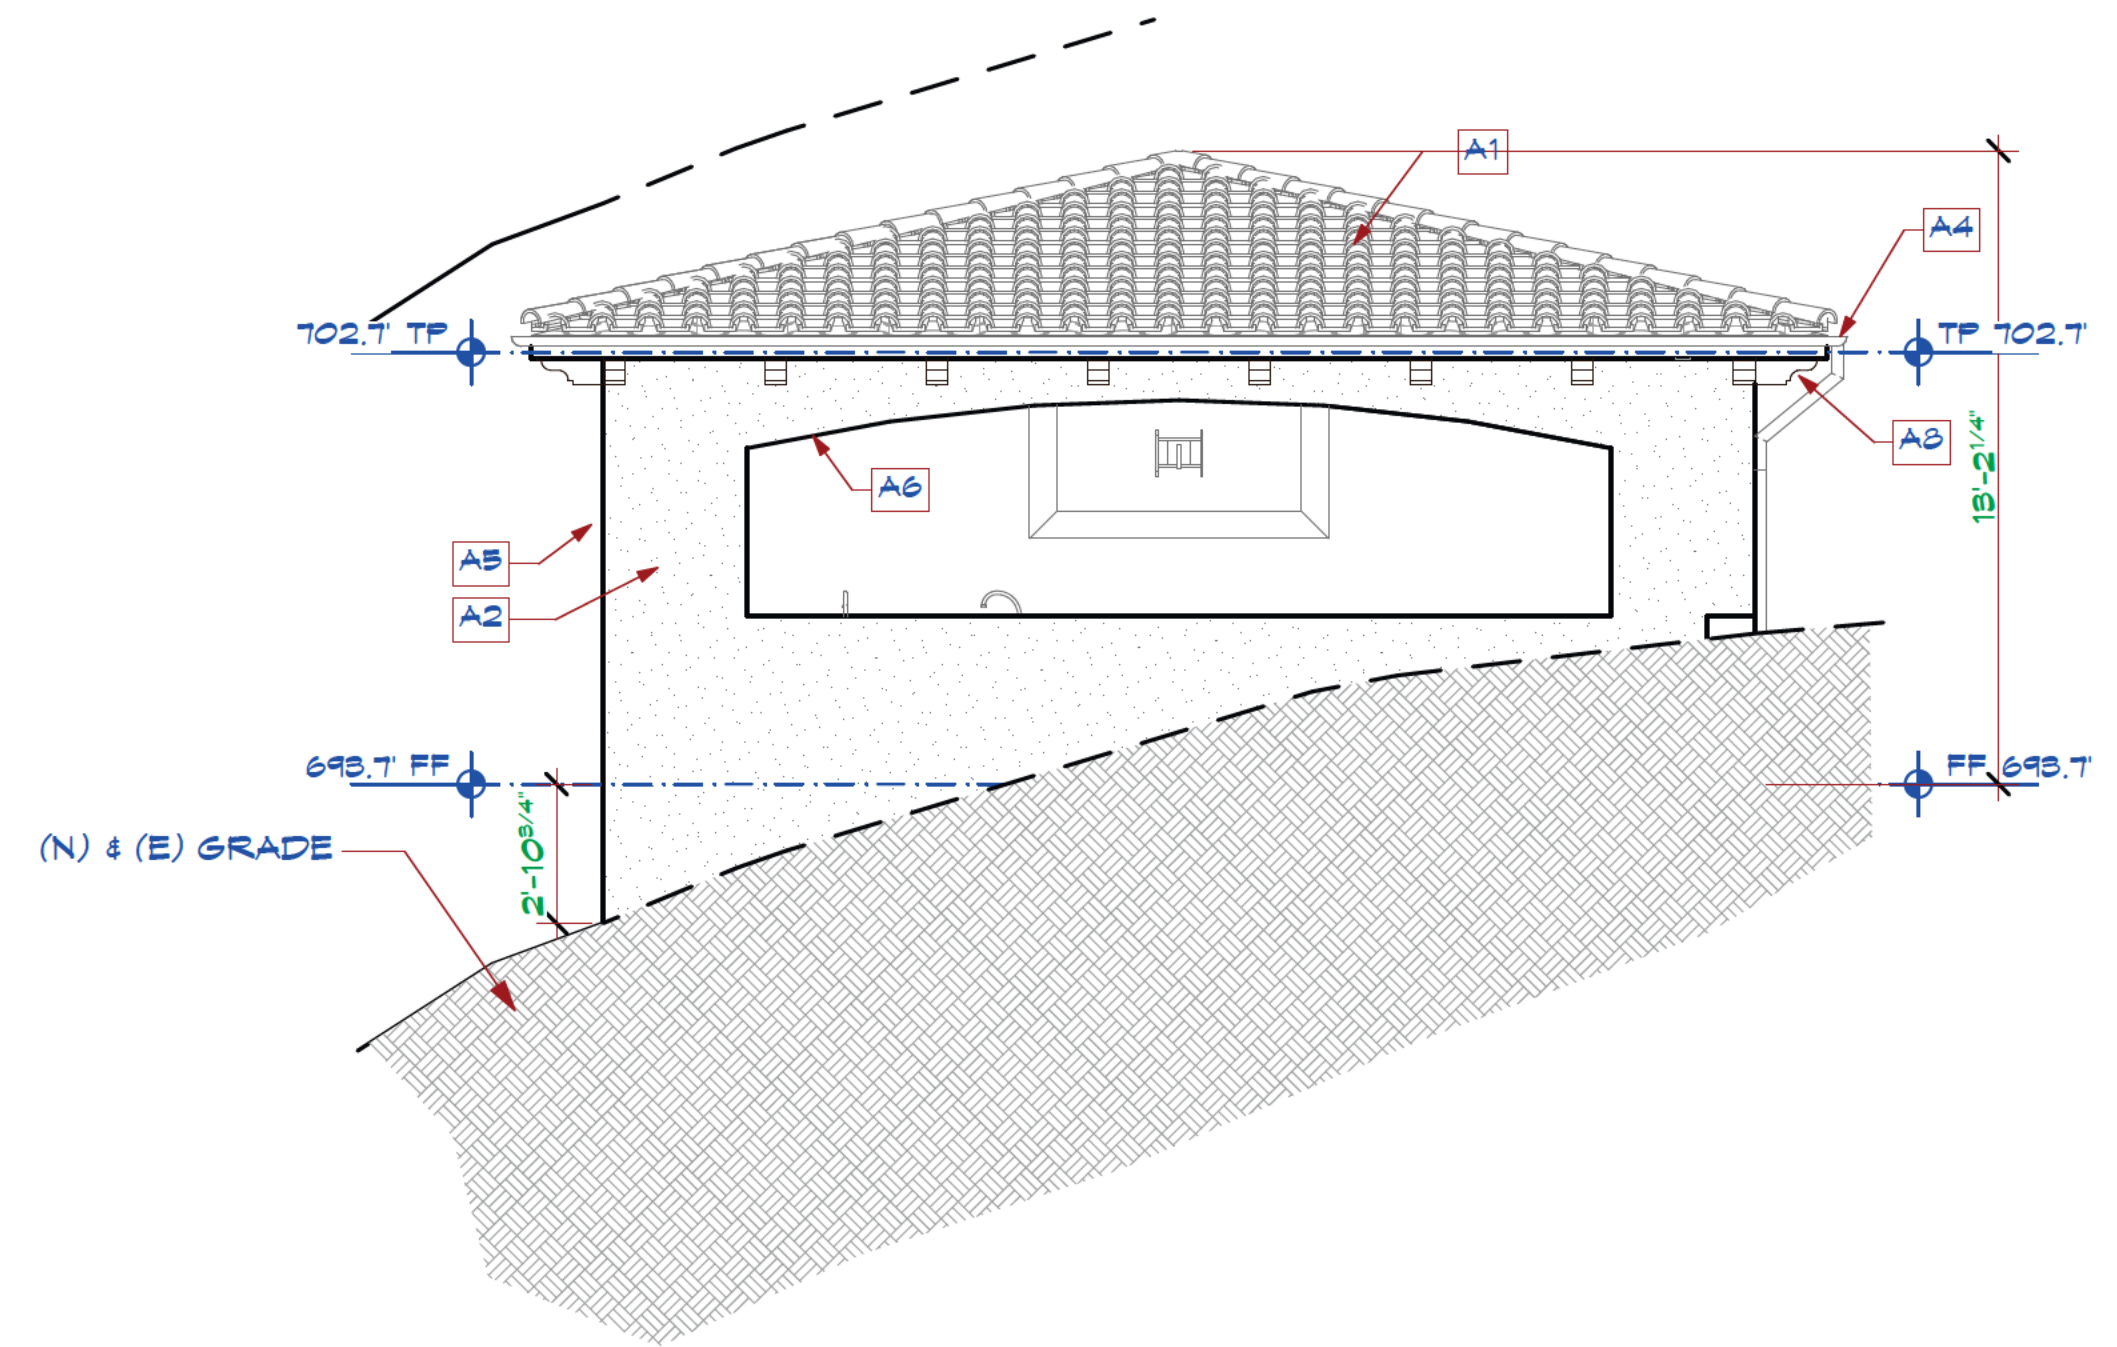 A1
A4
702.7' TP
TP 702.7'
A8
13'-2 1/4"
A6
A5
A2
693.7' FF
FF 693.7'
2'-10 3/4"
(N) & (E) GRADE